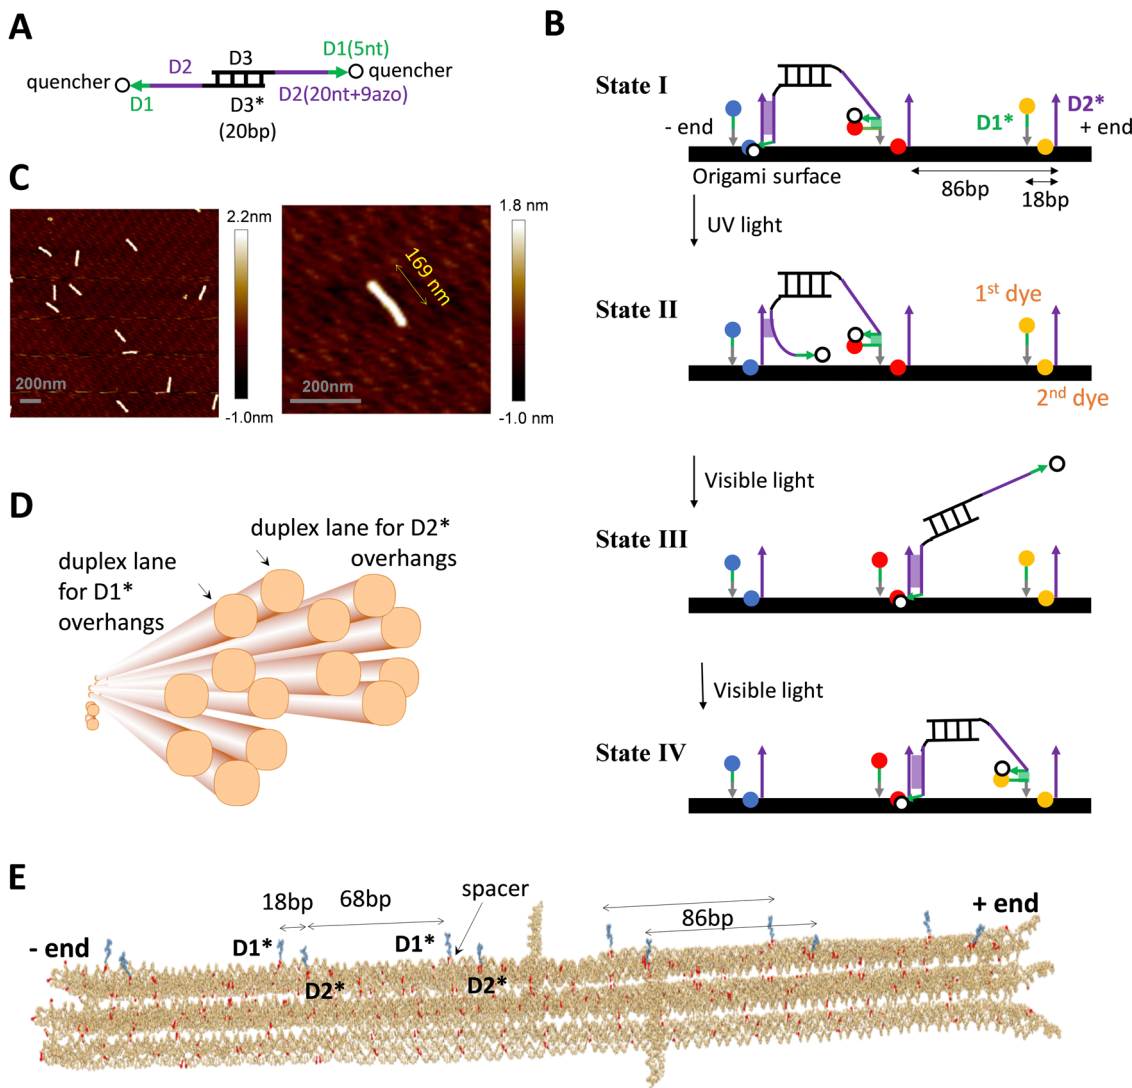 A
D1(5nt)
D3
D2
quencher
quencher
D1
D2(20nt+9azo)
D3*
(20bp)
B
State I
D2*
D1*
- end
+ end
Origami surface
86bp
18bp
UV light
State II
1st dye
2nd dye
Visible light
State III
Visible light
State IV
C
2.2nm
200nm
-1.0nm
1.8 nm
169 nm
200nm
-1.0 nm
D
duplex lane for D2*
overhangs
duplex lane
for D1*
overhangs
E
18bp
68bp
spacer
86bp
+ end
- end
D1*
D1*
D2*
D2*